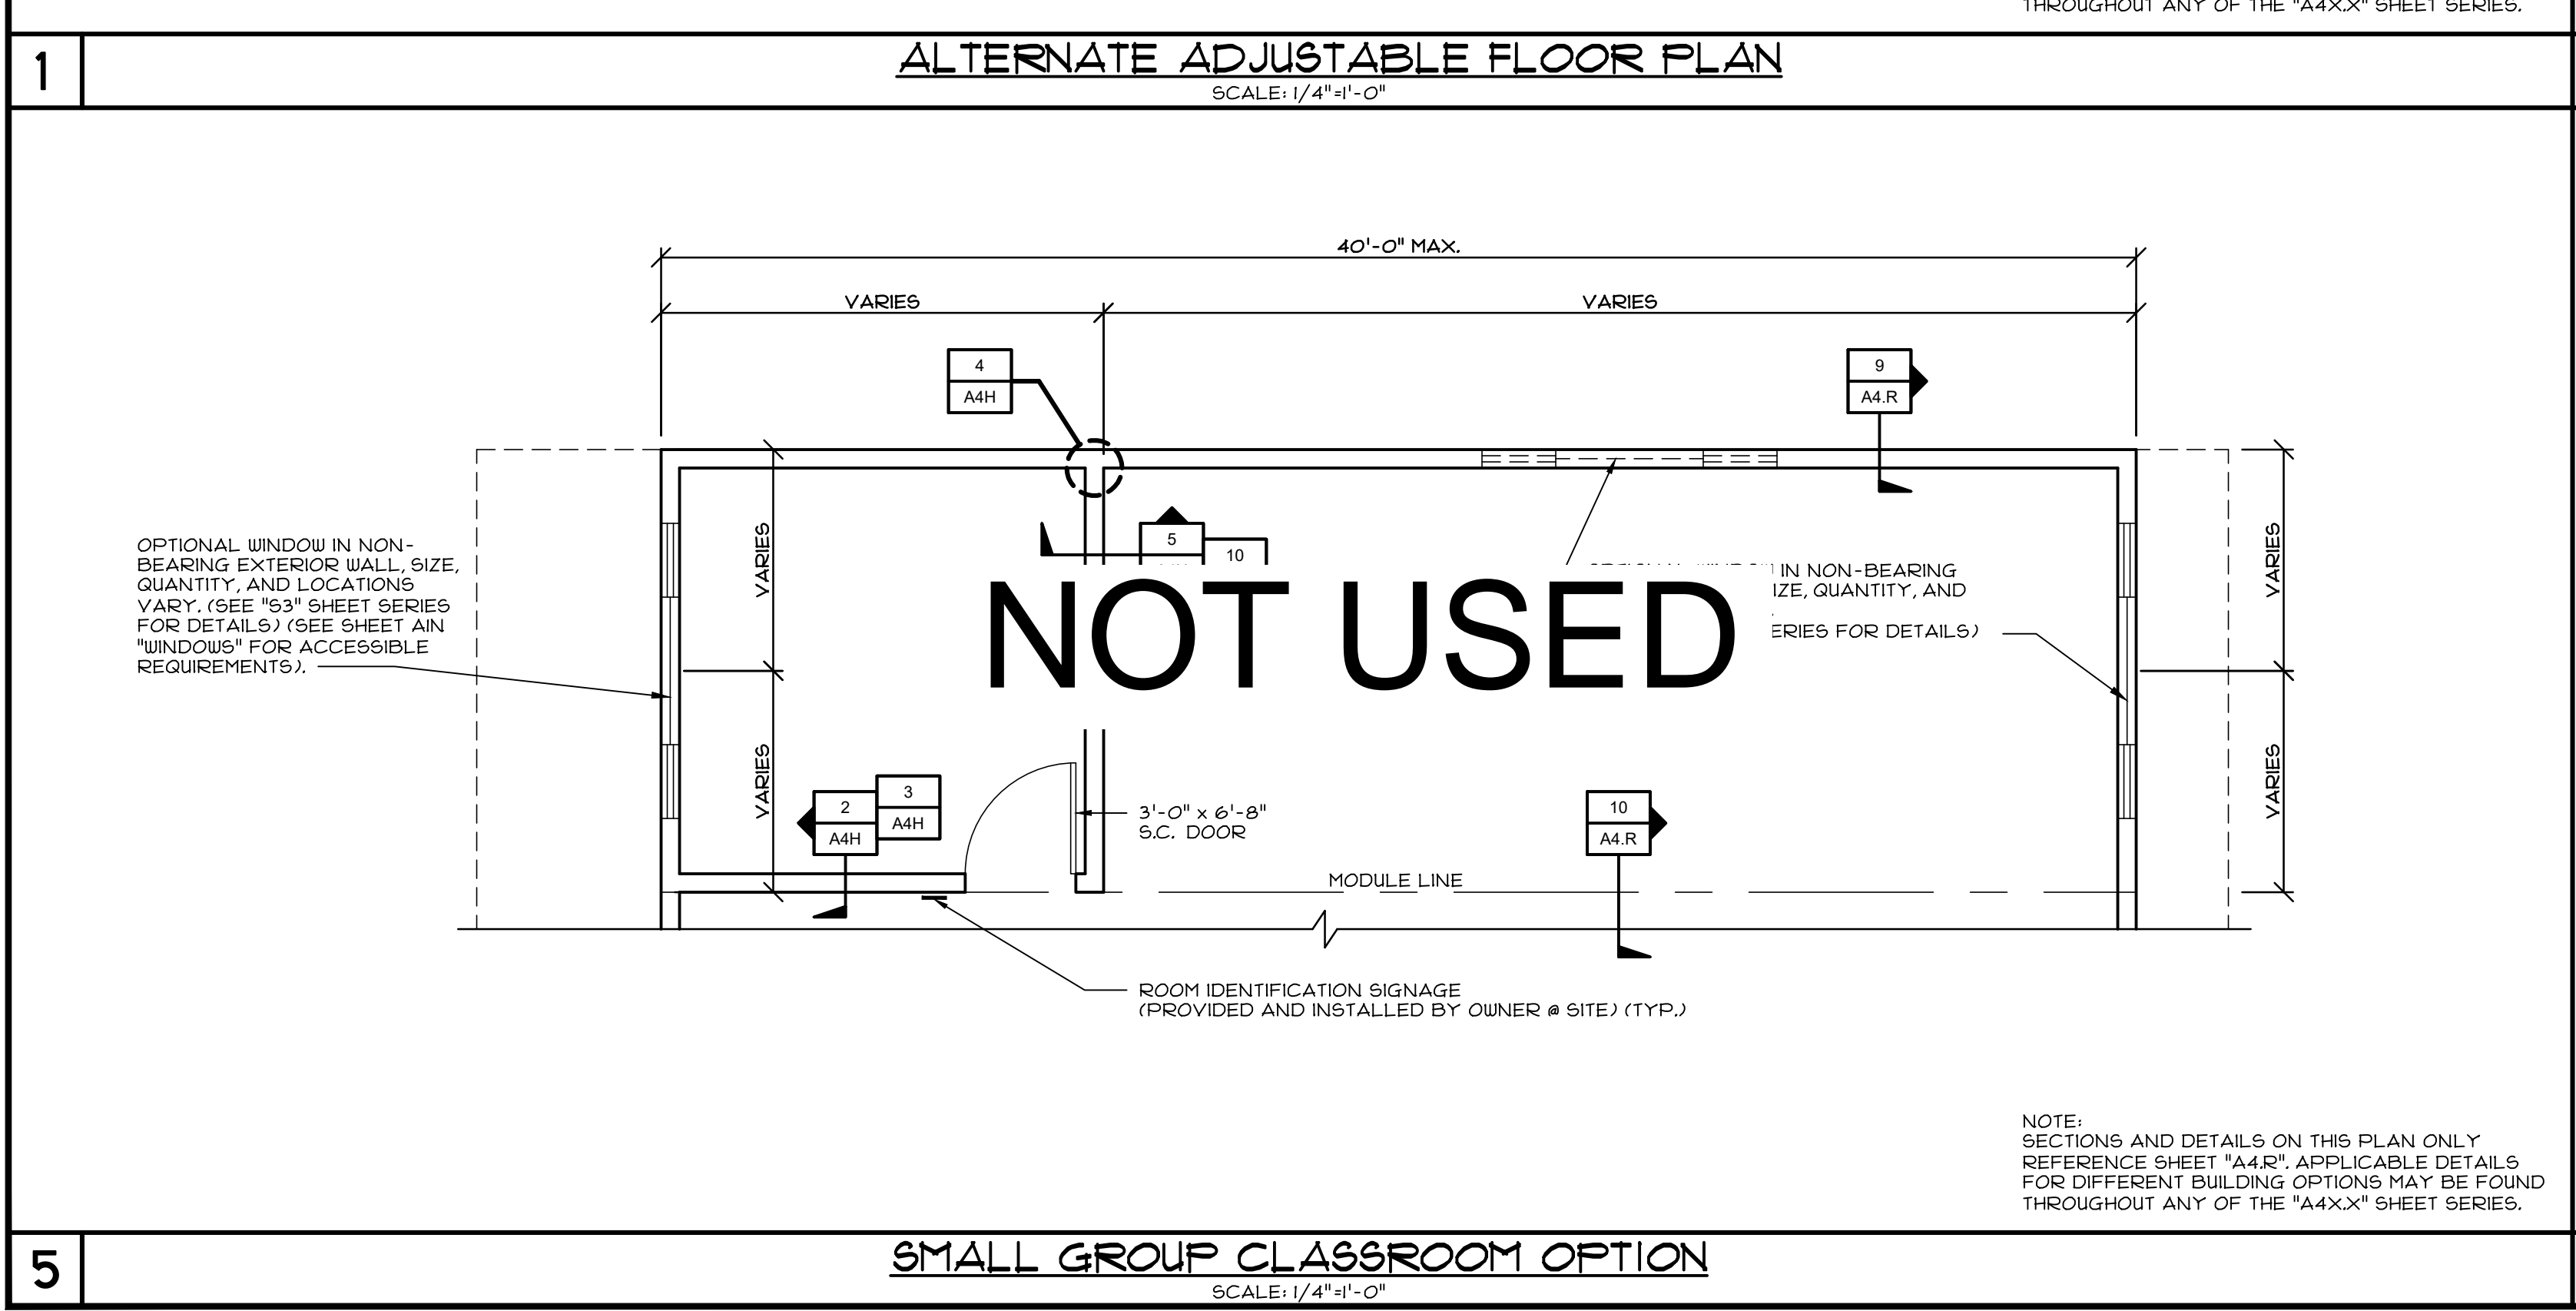 THROUGHOUT ANY OF THE "A4X.X" SHEET SERIES.
1
ALTERNATE ADJUSTABLE FLOOR PLAN
SCALE: 1/4"=1'-0"
40'-0" MAX.
VARIES
VARIES
4
A4H
9
A4.R
OPTIONAL WINDOW IN NON-
BEARING EXTERIOR WALL, SIZE,
QUANTITY, AND LOCATIONS
VARY. (SEE "S3" SHEET SERIES
FOR DETAILS) (SEE SHEET A1N
"WINDOWS" FOR ACCESSIBLE
REQUIREMENTS).
VARIES
VARIES
5
10
NOT USED
IN NON-BEARING
IZE, QUANTITY, AND
ERIES FOR DETAILS)
VARIES
VARIES
2
A4H
3
A4H
3'-0" x 6'-8"
S.C. DOOR
10
A4.R
MODULE LINE
ROOM IDENTIFICATION SIGNAGE
(PROVIDED AND INSTALLED BY OWNER @ SITE) (TYP.)
NOTE:
SECTIONS AND DETAILS ON THIS PLAN ONLY
REFERENCE SHEET "A4.R". APPLICABLE DETAILS
FOR DIFFERENT BUILDING OPTIONS MAY BE FOUND
THROUGHOUT ANY OF THE "A4X.X" SHEET SERIES.
5
SMALL GROUP CLASSROOM OPTION
SCALE: 1/4"=1'-0"